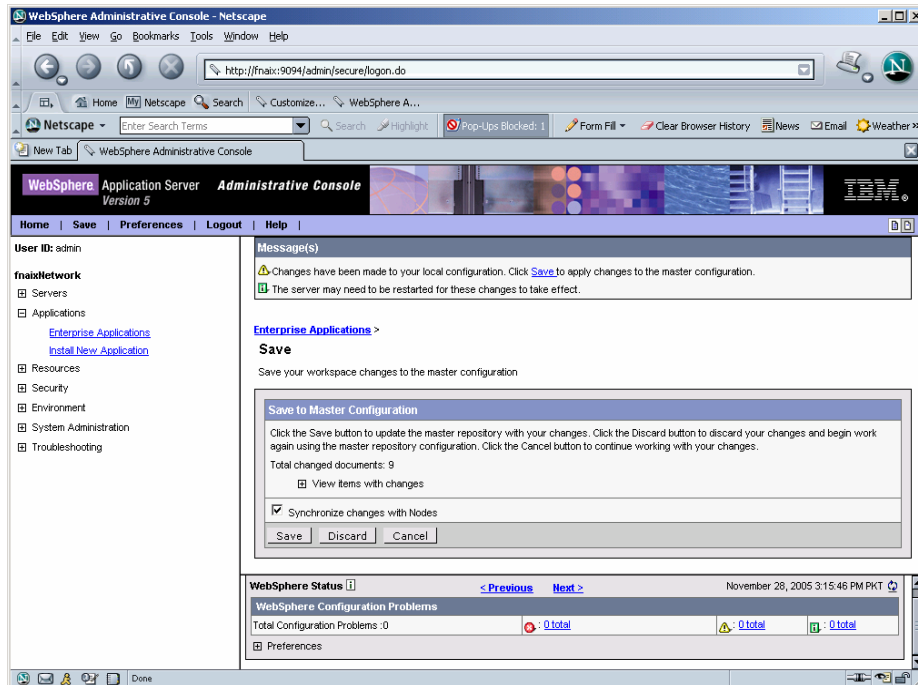 WebSphere Administrative Console - Netscape
File Edit View Go Bookmarks Tools Window Help
http://fnaix:9094/admin/secure/logon.do
Home My Netscape Search Customize... WebSphere A...
Netscape Enter Search Terms Search Highlight Pop-Ups Blocked: 1 Form Fill Clear Browser History News Email Weather
New Tab WebSphere Administrative Console
WebSphere Application Server Administrative Console
Version 5
IBM
Home | Save | Preferences | Logout | Help |
User ID: admin
fnaixNetwork
Servers
Applications
Enterprise Applications
Install New Application
Resources
Security
Environment
System Administration
Troubleshooting
Message(s)
Changes have been made to your local configuration. Click Save to apply changes to the master configuration.
The server may need to be restarted for these changes to take effect.
Enterprise Applications >
Save
Save your workspace changes to the master configuration
Save to Master Configuration
Click the Save button to update the master repository with your changes. Click the Discard button to discard your changes and begin work
again using the master repository configuration. Click the Cancel button to continue working with your changes.
Total changed documents: 9
View items with changes
Synchronize changes with Nodes
Save Discard Cancel
WebSphere Status < Previous Next > November 28, 2005 3:15:46 PM PKT
WebSphere Configuration Problems
Total Configuration Problems :0 : 0 total : 0 total : 0 total
Preferences
Done